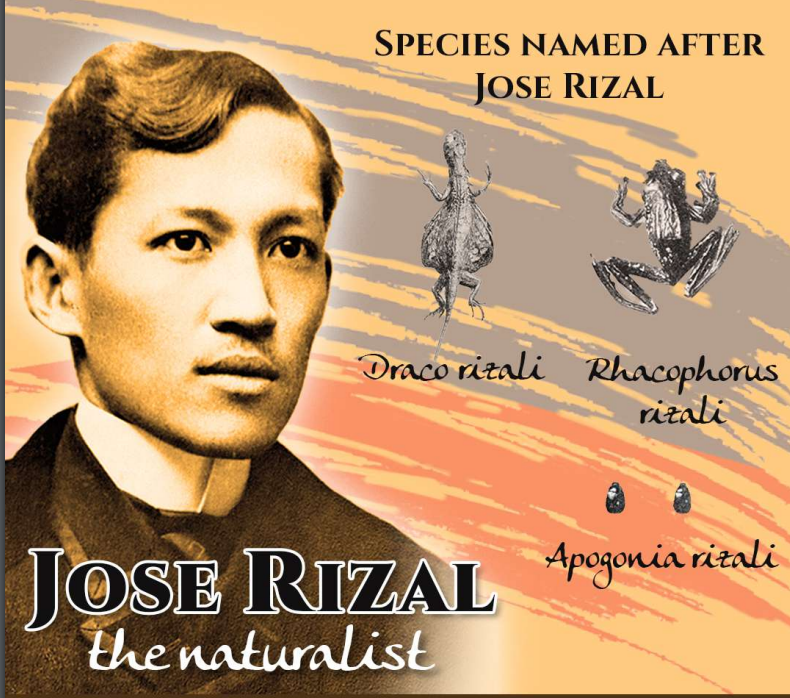 SPECIES NAMED AFTER
JOSE RIZAL
Draco rizali
Rhacophorus
rizali
Apogonia rizali
JOSE RIZAL
the naturalist